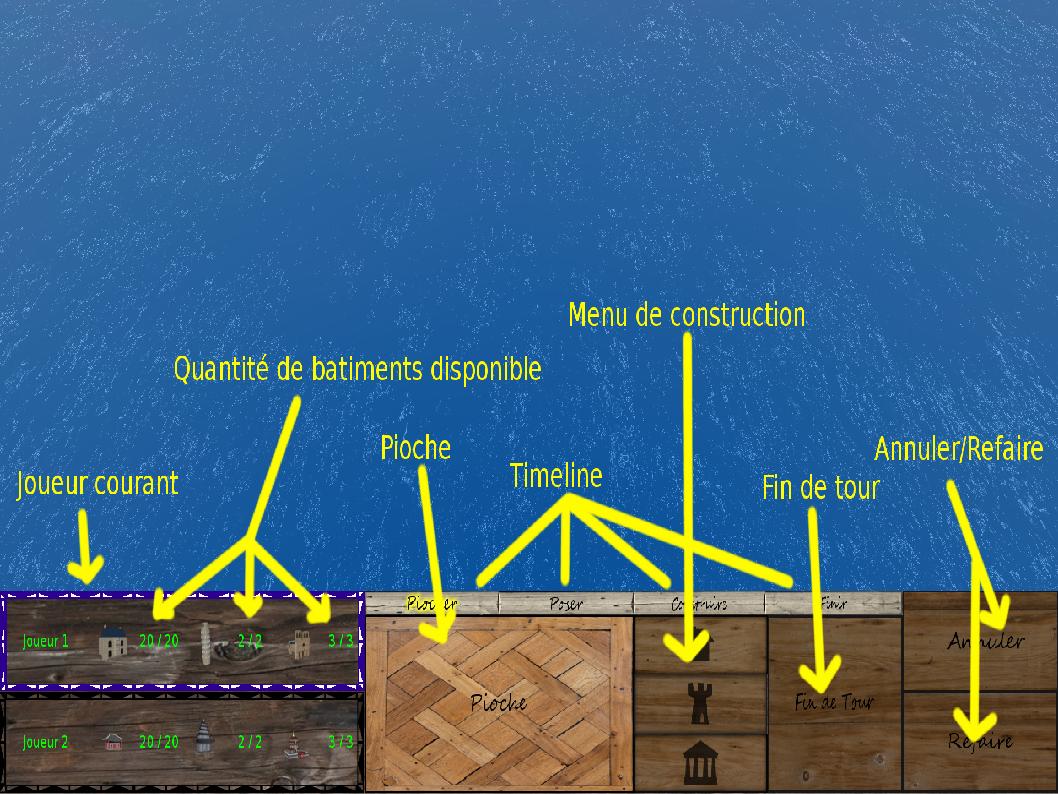 Menu de construction
Quantité de batiments disponible
Pioche
Annuler/Refaire
Timeline
Joueur courant
Fin de tour
Piocher
Poser
Construire
Finir
Joueur 1
20 / 20
2 / 2
3 / 3
Annuler
Pioche
Fin de Tour
Joueur 2
20 / 20
2 / 2
3 / 3
Refaire